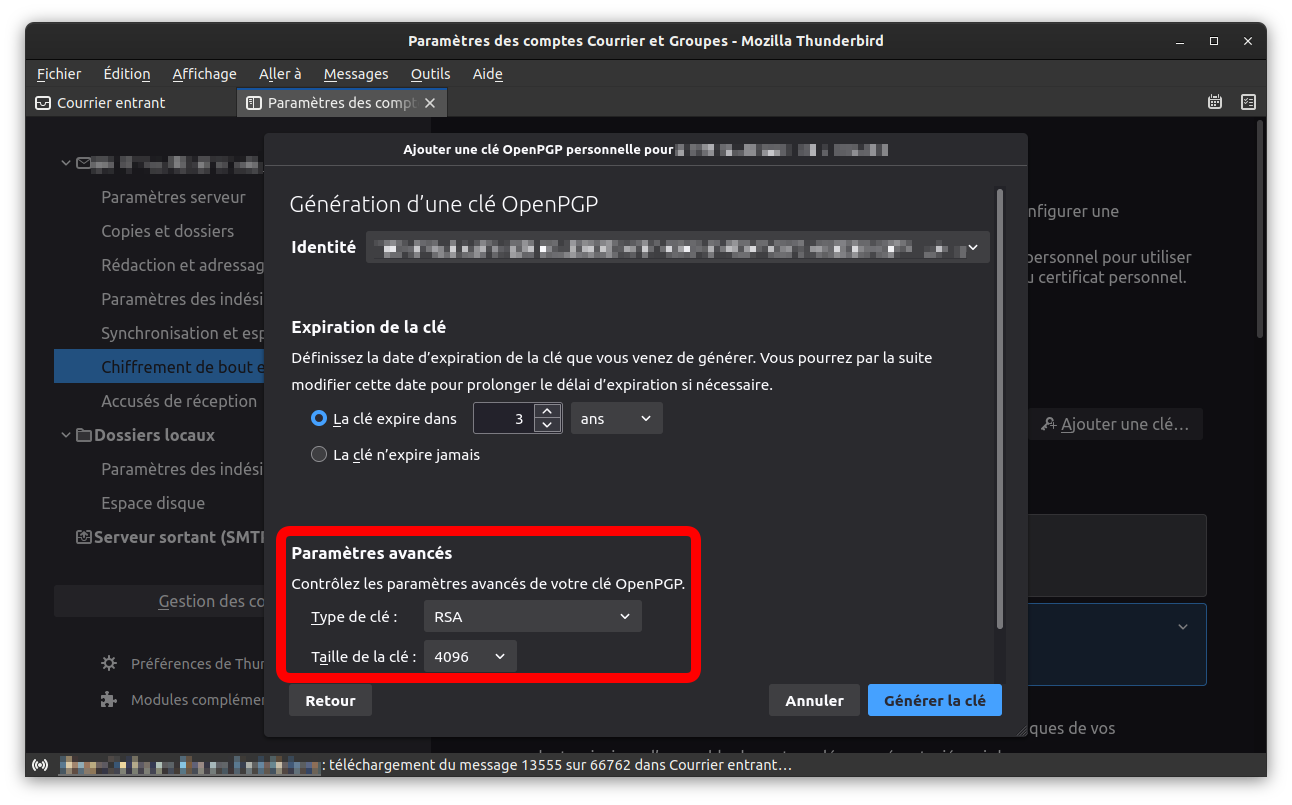 Paramètres des comptes Courrier et Groupes - Mozilla Thunderbird
Fichier Édition Affichage Aller à Messages Outils Aide
Courrier entrant
Paramètres des compt
Ajouter une clé OpenPGP personnelle pour
Paramètres serveur
Copies et dossiers
Rédaction et adressag
Paramètres des indési
Synchronisation et esp
Chiffrement de bout e
Accusés de réception
Dossiers locaux
Paramètres des indési
Espace disque
Serveur sortant (SMTP
Gestion des co
Préférences de Thun
Modules complémen
Génération d’une clé OpenPGP
Identité
Expiration de la clé
Définissez la date d’expiration de la clé que vous venez de générer. Vous pourrez par la suite
modifier cette date pour prolonger le délai d’expiration si nécessaire.
La clé expire dans 3 ans
La clé n’expire jamais
Paramètres avancés
Contrôlez les paramètres avancés de votre clé OpenPGP.
Type de clé : RSA
Taille de la clé : 4096
Retour
Annuler
Générer la clé
nfigurer une
personnel pour utiliser
u certificat personnel.
Ajouter une clé…
ques de vos
: téléchargement du message 13555 sur 66762 dans Courrier entrant…